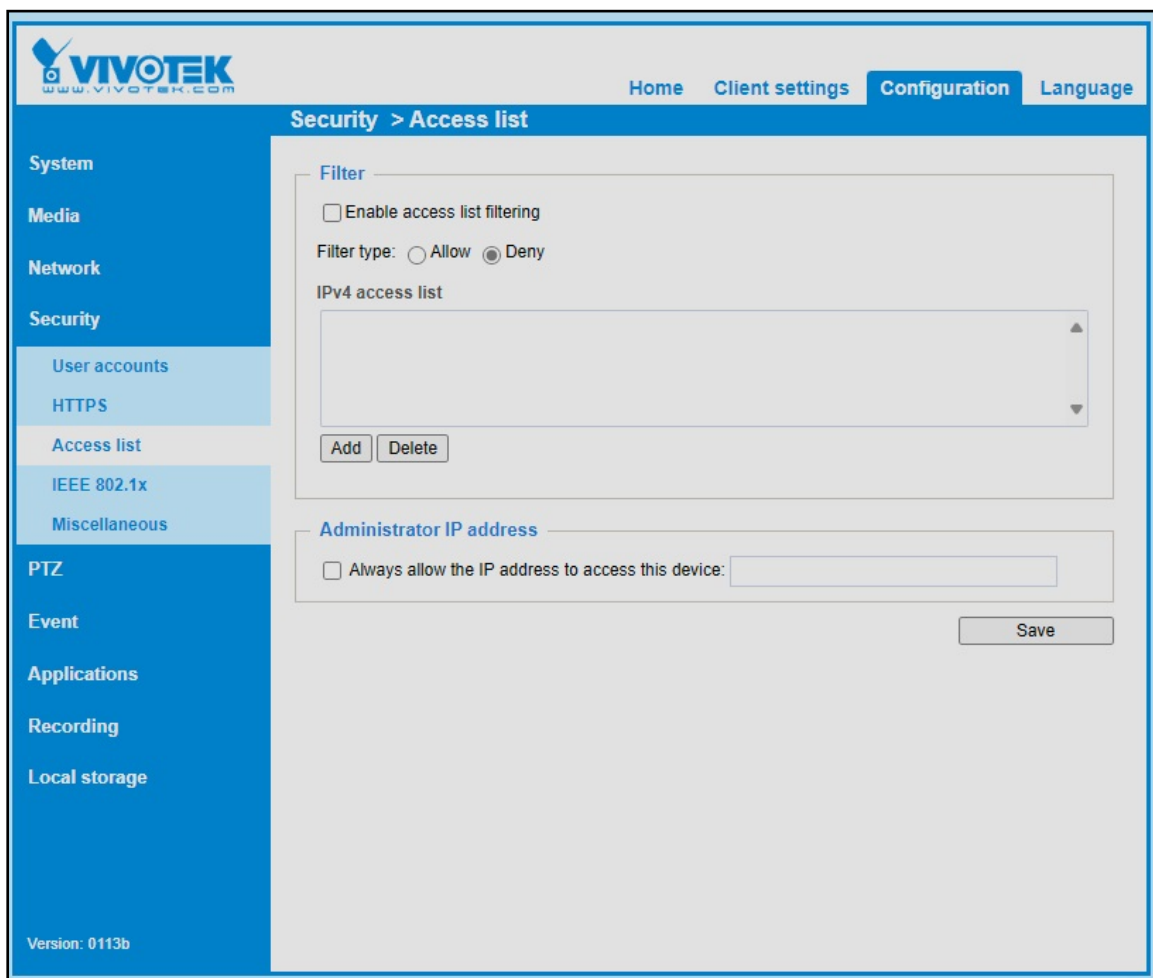 VIVOTEK
www.vivotek.com
Home Client settings Configuration Language
Security > Access list
System
Media
Network
Security
User accounts
HTTPS
Access list
IEEE 802.1x
Miscellaneous
PTZ
Event
Applications
Recording
Local storage
Version: 0113b
Filter
Enable access list filtering
Filter type: Allow Deny
IPv4 access list
Add Delete
Administrator IP address
Always allow the IP address to access this device:
Save